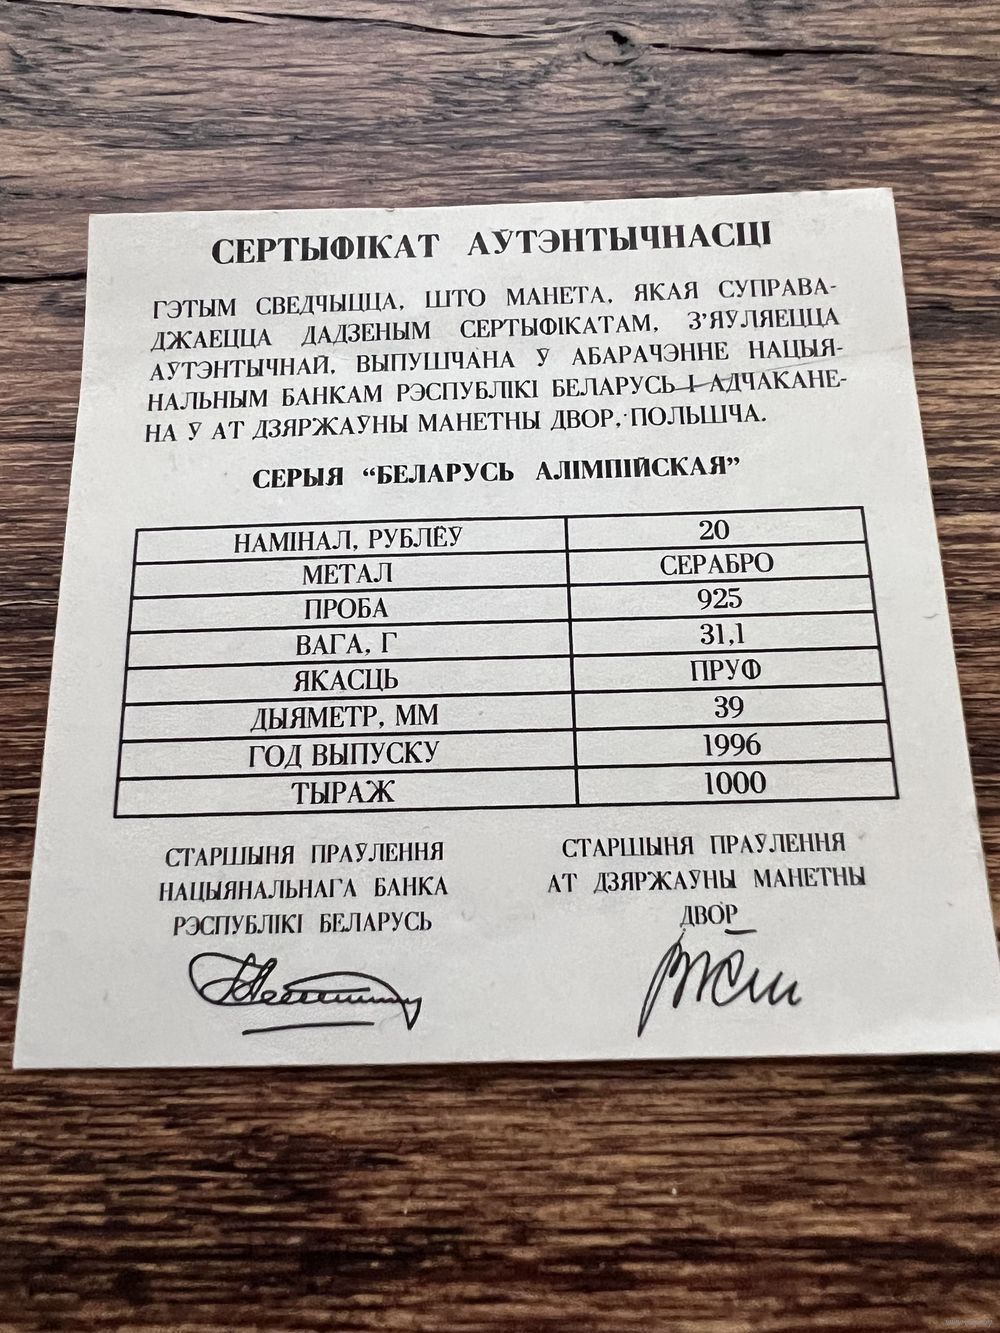 СЕРТЫФІКАТ АЎТЭНТЫЧНАСЦІ
ГЭТЫМ СВЕДЧЫЦЦА, ШТО МАНЕТА, ЯКАЯ СУПРАВА-
ДЖАЕЦЦА ДАДЗЕНЫМ СЕРТЫФІКАТАМ, З'ЯУЛЯЕЦЦА
АУТЭНТЫЧНАЙ, ВЫПУШЧАНА У АБАРАЧЭННЕ НАЦЫЯ-
НАЛЬНЫМ БАНКАМ РЭСПУБЛІКІ БЕЛАРУСЬ І АДЧАКАНЕ-
НА Ў АТ ДЗЯРЖАЎНЫ МАНЕТНЫ ДВОР, ПОЛЬШЧА.
СЕРЫЯ “БЕЛАРУСЬ АЛІМПІЙСКАЯ”
НАМІНАЛ, РУБЛЁЎ 20
МЕТАЛ СЕРАБРО
ПРОБА 925
ВАГА, Г 31,1
ЯКАСЦЬ ПРУФ
ДЫЯМЕТР, ММ 39
ГОД ВЫПУСКУ 1996
ТЫРАЖ 1000
СТАРШЫНЯ ПРАЎЛЕННЯ
НАЦЫЯНАЛЬНАГА БАНКА
РЭСПУБЛІКІ БЕЛАРУСЬ
СТАРШЫНЯ ПРАЎЛЕННЯ
АТ ДЗЯРЖАЎНЫ МАНЕТНЫ
ДВОР